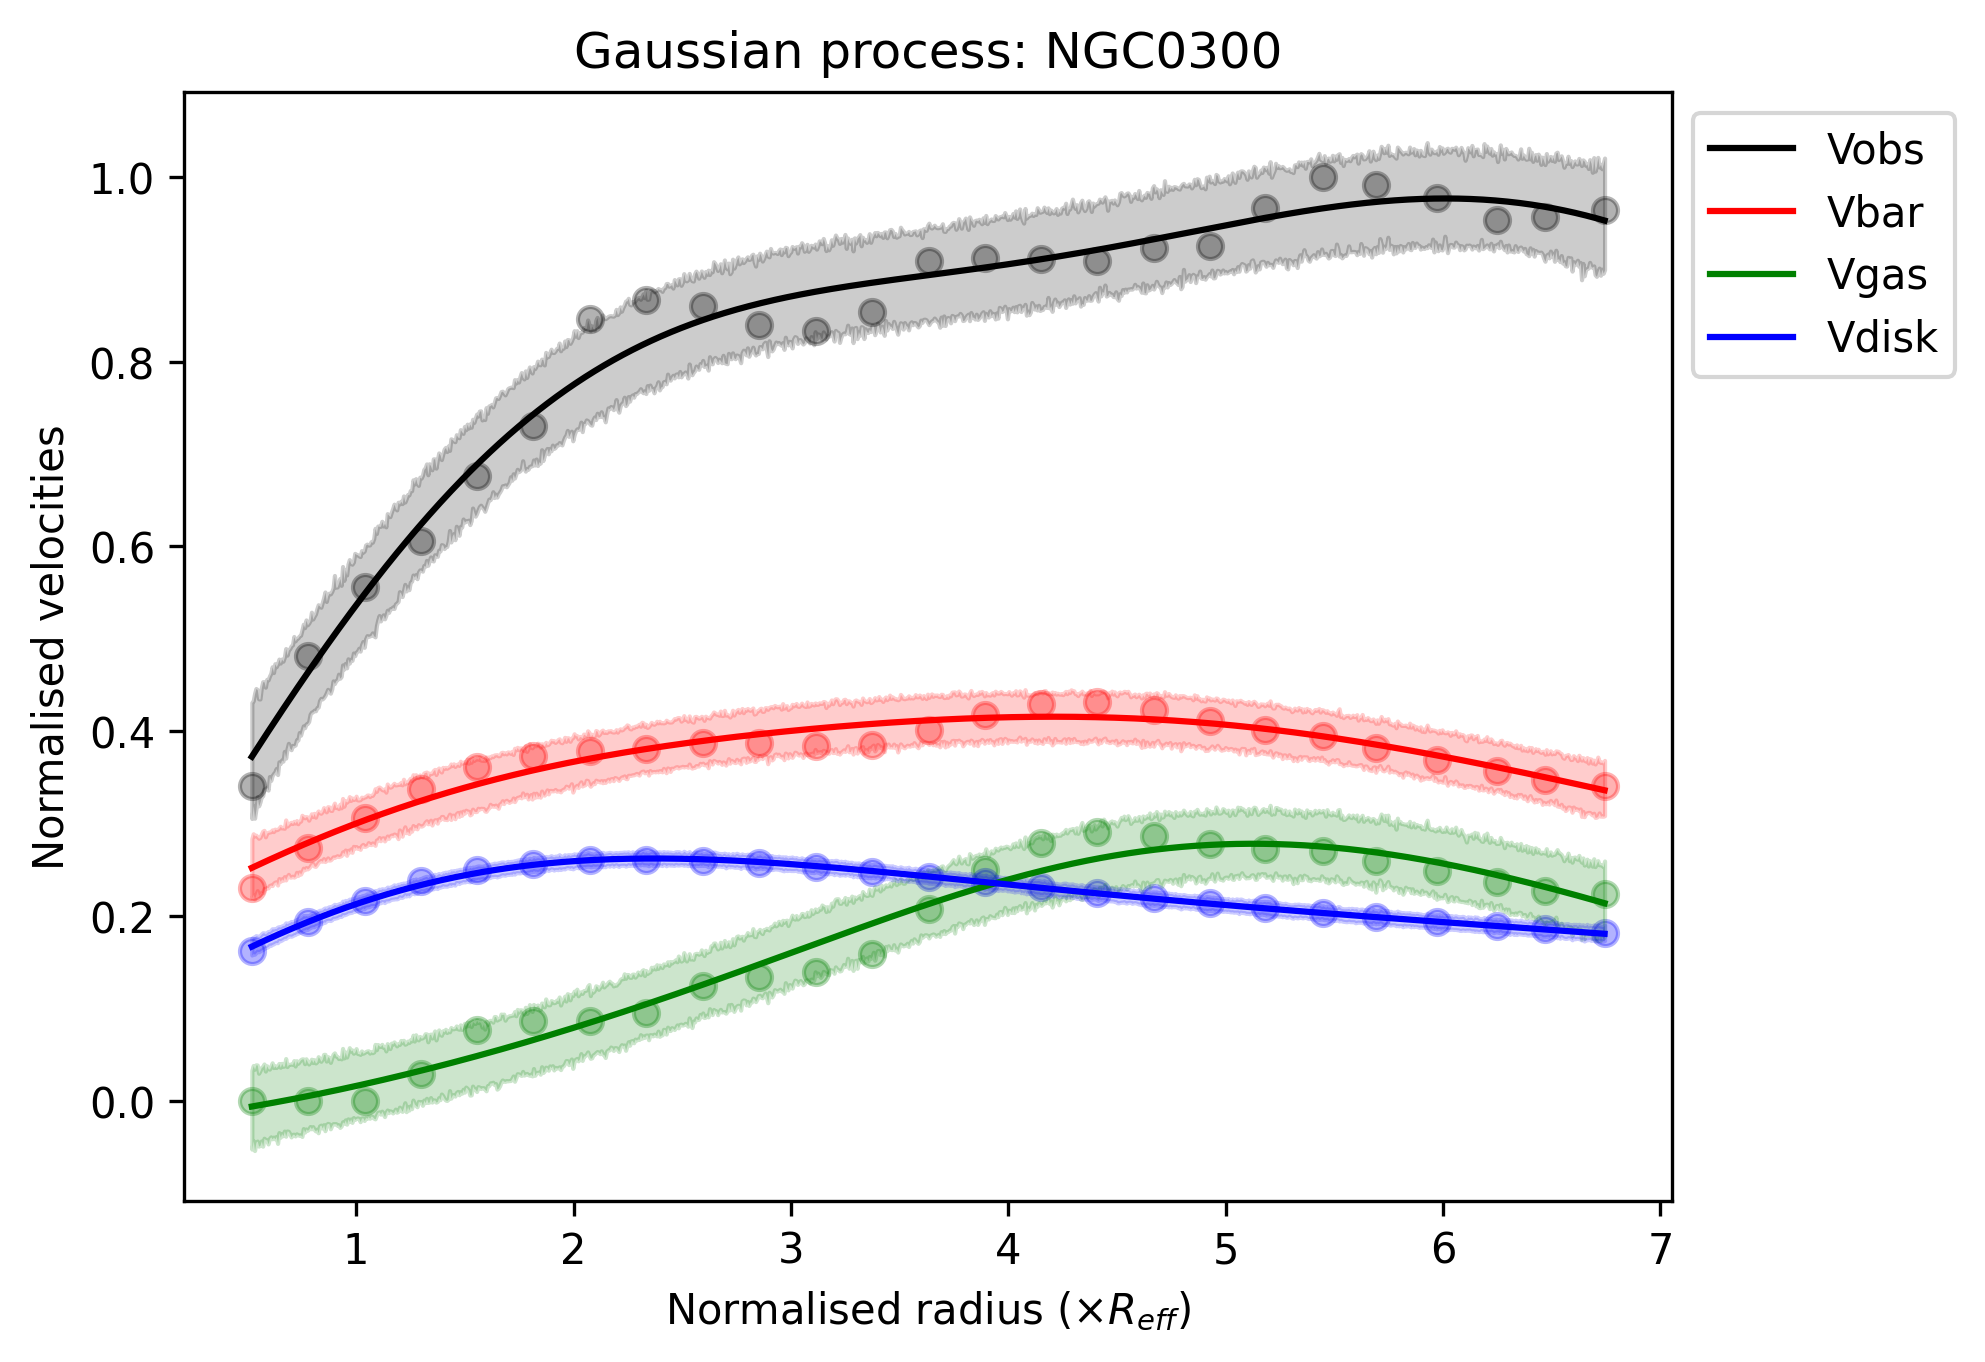 Gaussian process: NGC0300
Vobs
Vbar
Vgas
Vdisk
Normalised velocities
1.0
0.8
0.6
0.4
0.2
0.0
1 2 3 4 5 6 7
Normalised radius (×R_eff)